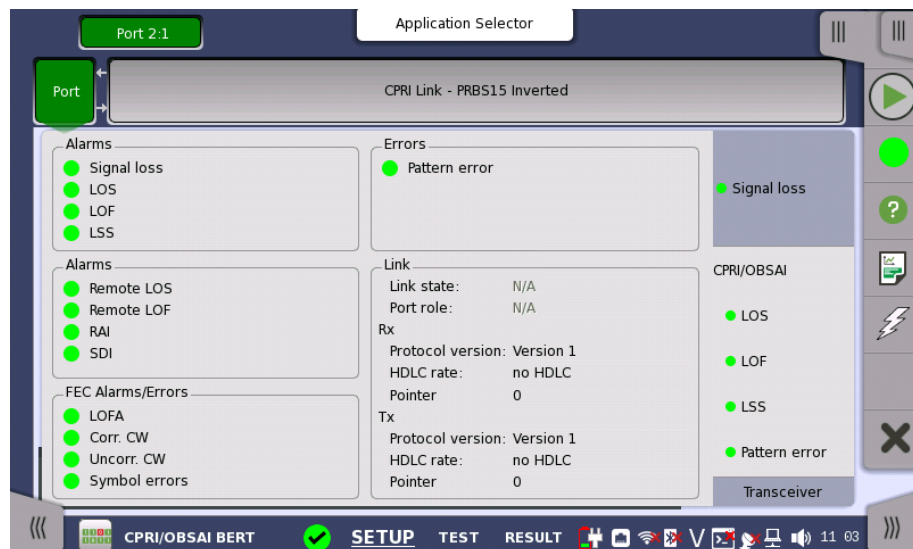 Port 2:1
Application Selector
Port
CPRI Link - PRBS15 Inverted
Alarms
Signal loss
LOS
LOF
LSS
Errors
Pattern error
Signal loss
Alarms
Remote LOS
Remote LOF
RAI
SDI
Link
Link state: N/A
Port role: N/A
Rx
Protocol version: Version 1
HDLC rate: no HDLC
Pointer 0
Tx
Protocol version: Version 1
HDLC rate: no HDLC
Pointer 0
FEC Alarms/Errors
LOFA
Corr. CW
Uncorr. CW
Symbol errors
CPRI/OBSAI
LOS
LOF
LSS
Pattern error
Transceiver
CPRI/OBSAI BERT
SETUP TEST RESULT
V
11 03